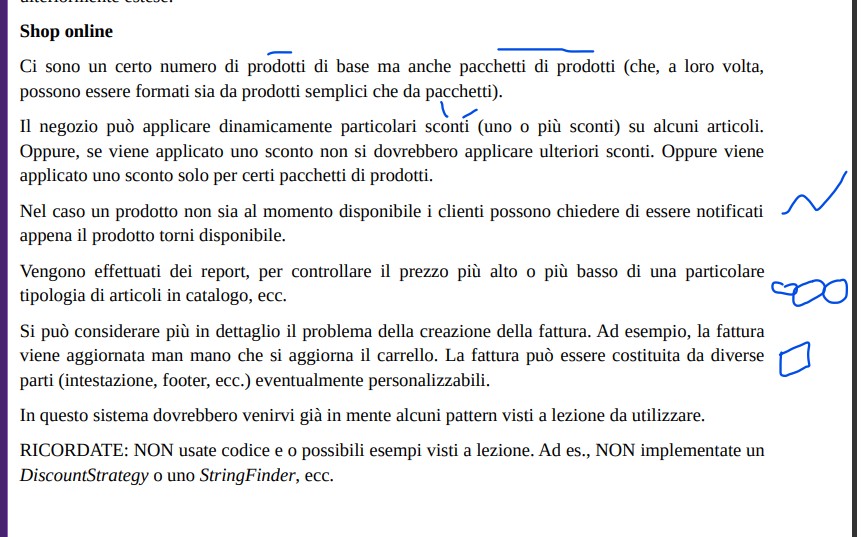 ulteriormente estese.
Shop online
Ci sono un certo numero di prodotti di base ma anche pacchetti di prodotti (che, a loro volta,
possono essere formati sia da prodotti semplici che da pacchetti).
Il negozio può applicare dinamicamente particolari sconti (uno o più sconti) su alcuni articoli.
Oppure, se viene applicato uno sconto non si dovrebbero applicare ulteriori sconti. Oppure viene
applicato uno sconto solo per certi pacchetti di prodotti.
Nel caso un prodotto non sia al momento disponibile i clienti possono chiedere di essere notificati
appena il prodotto torni disponibile.
Vengono effettuati dei report, per controllare il prezzo più alto o più basso di una particolare
tipologia di articoli in catalogo, ecc.
Si può considerare più in dettaglio il problema della creazione della fattura. Ad esempio, la fattura
viene aggiornata man mano che si aggiorna il carrello. La fattura può essere costituita da diverse
parti (intestazione, footer, ecc.) eventualmente personalizzabili.
In questo sistema dovrebbero venirvi già in mente alcuni pattern visti a lezione da utilizzare.
RICORDATE: NON usate codice e o possibili esempi visti a lezione. Ad es., NON implementate un
DiscountStrategy o uno StringFinder, ecc.